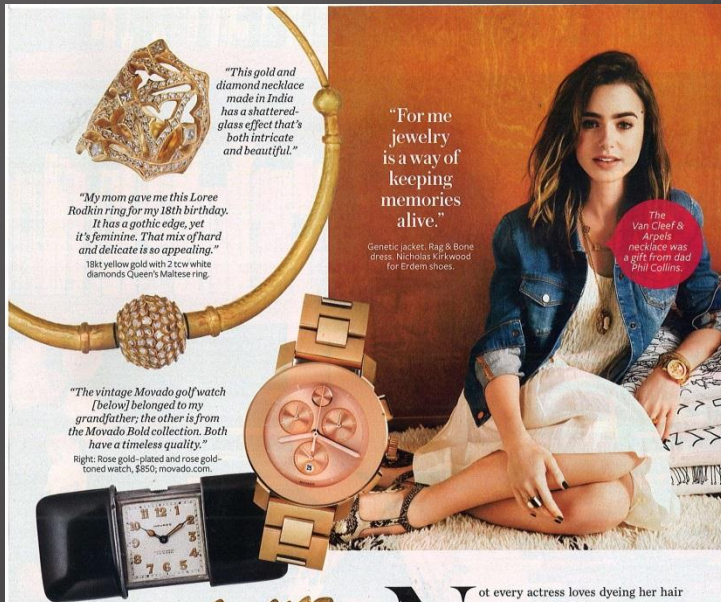 “This gold and
diamond necklace
made in India
has a shattered-
glass effect that’s
both intricate
and beautiful.”
“My mom gave me this Loree
Rodkin ring for my 18th birthday.
It has a gothic edge, yet
it’s feminine. That mix of hard
and delicate is so appealing.”
18kt yellow gold with 2 tcw white
diamonds Queen’s Maltese ring.
“The vintage Movado golf watch
[below] belonged to my
grandfather; the other is from
the Movado Bold collection. Both
have a timeless quality.”
Right: Rose gold–plated and rose gold–
toned watch, $850; movado.com.
“For me
jewelry
is a way of
keeping
memories
alive.”
Genetic jacket. Rag & Bone
dress. Nicholas Kirkwood
for Erdem shoes.
The
Van Cleef &
Arpels
necklace was
a gift from dad
Phil Collins.
Not every actress loves dyeing her hair